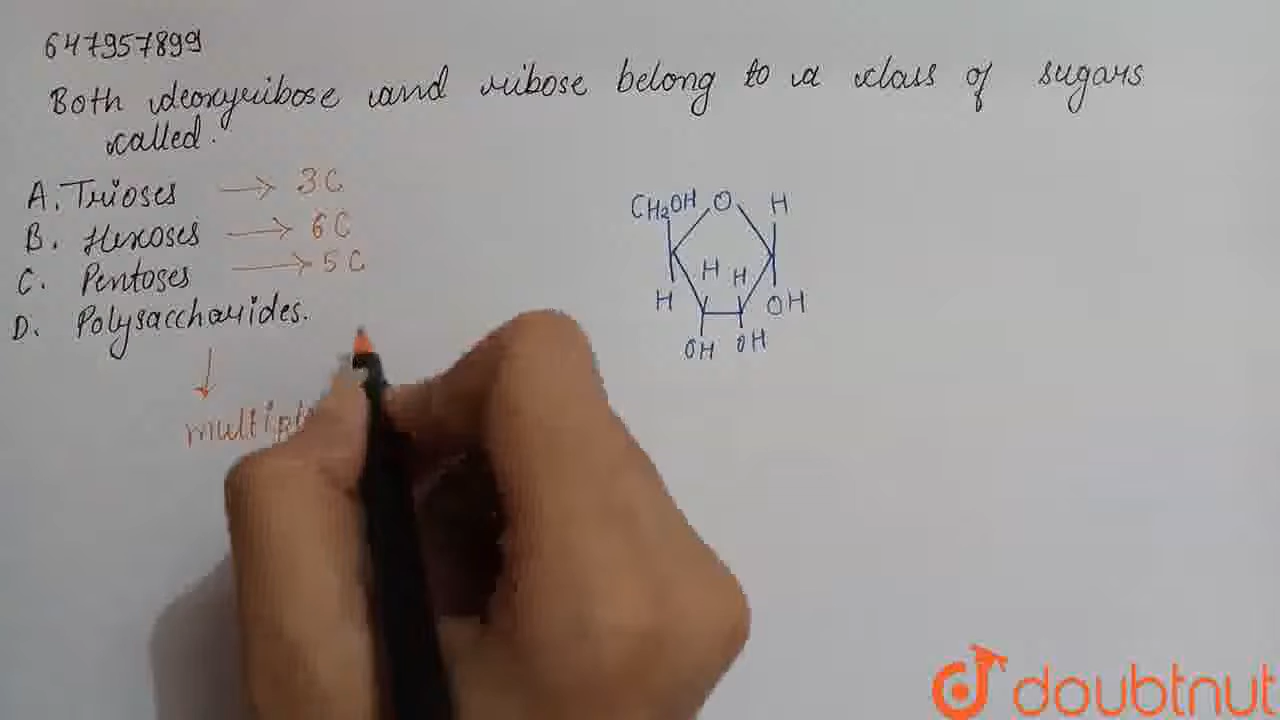 647957899
Both deoxyribose and ribose belong to a class of sugars
called.
A. Trioses → 3C
B. Hexoses → 6C
C. Pentoses → 5C
D. Polysaccharides.
CH₂OH O H
H H H OH
OH OH
doubtnut